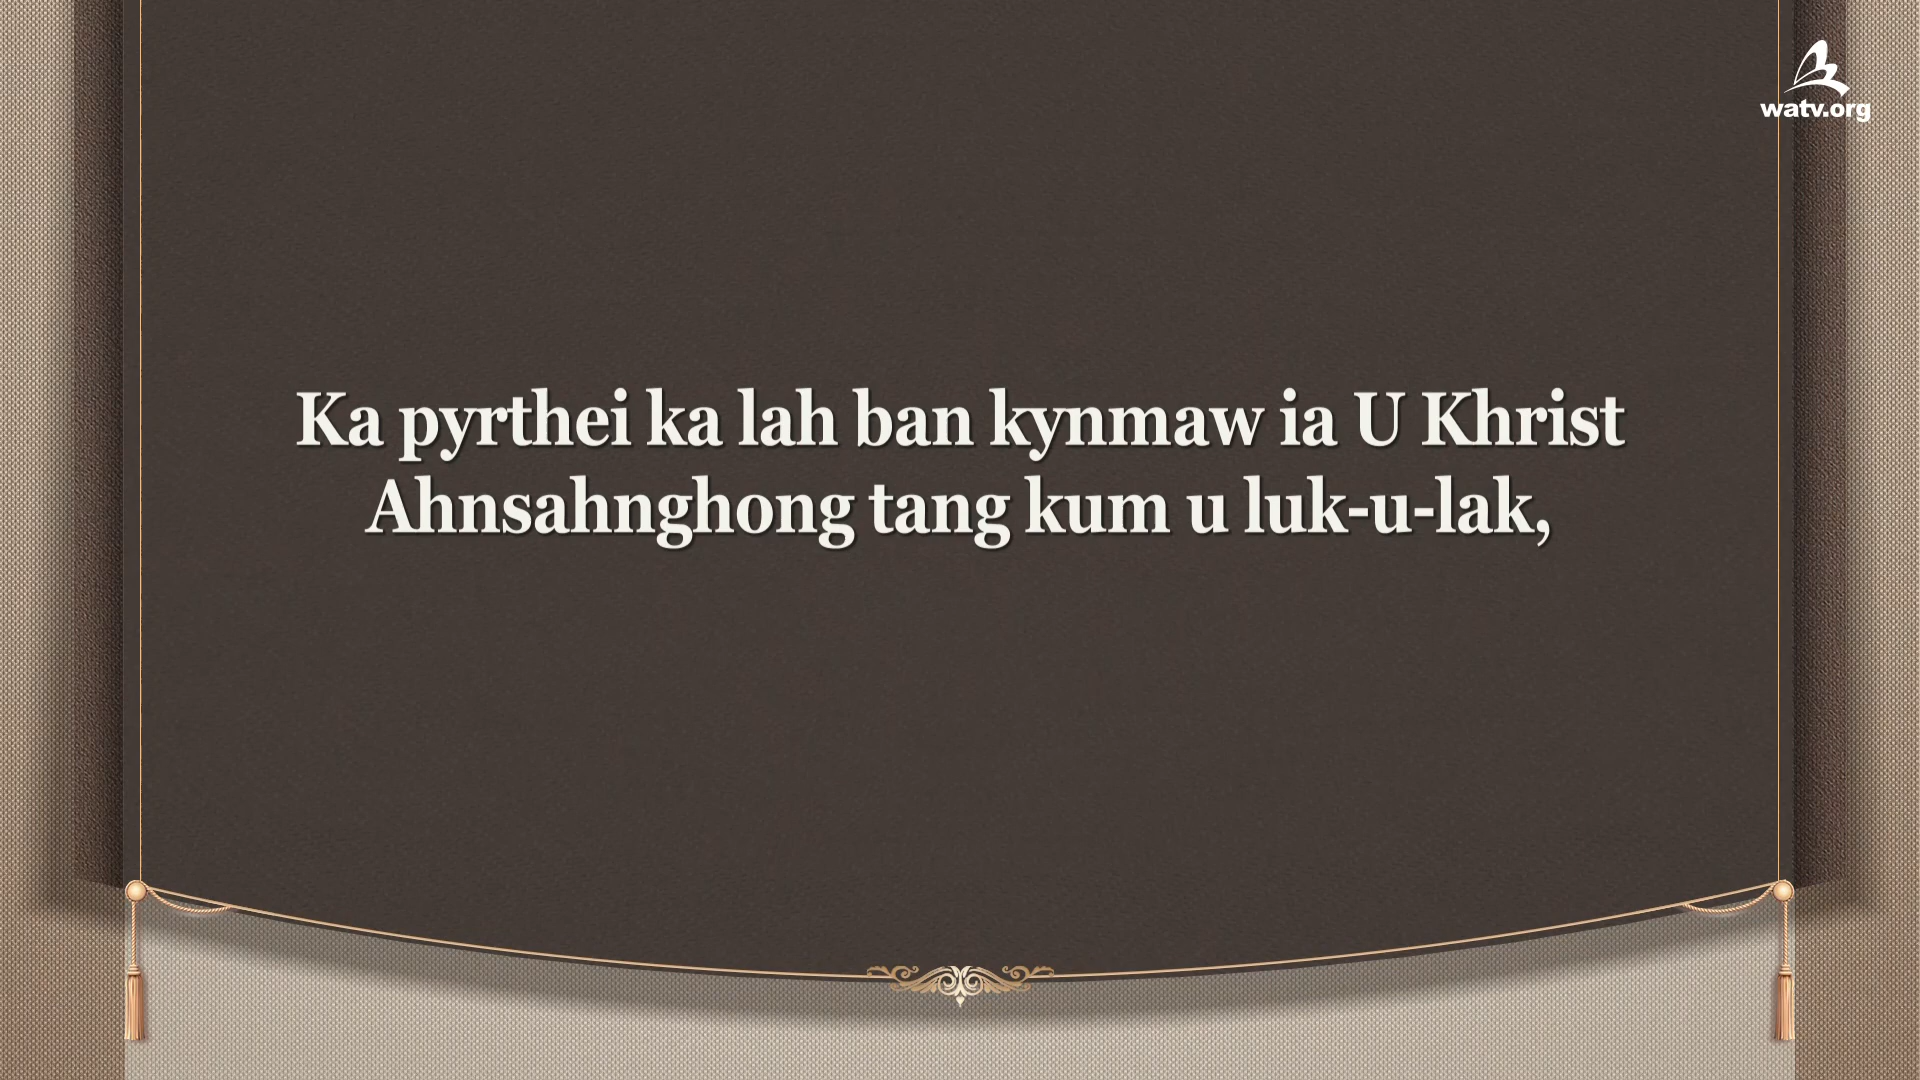 watv.org
Ka pyrthei ka lah ban kynmaw ia U Khrist
Ahnsahnghong tang kum u luk-u-lak,